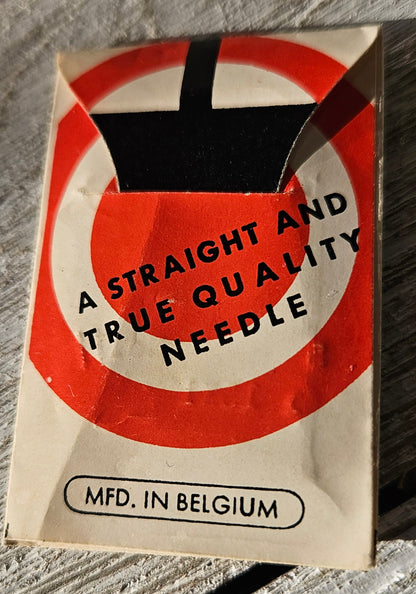 A STRAIGHT AND
TRUE QUALITY
NEEDLE
MFD. IN BELGIUM